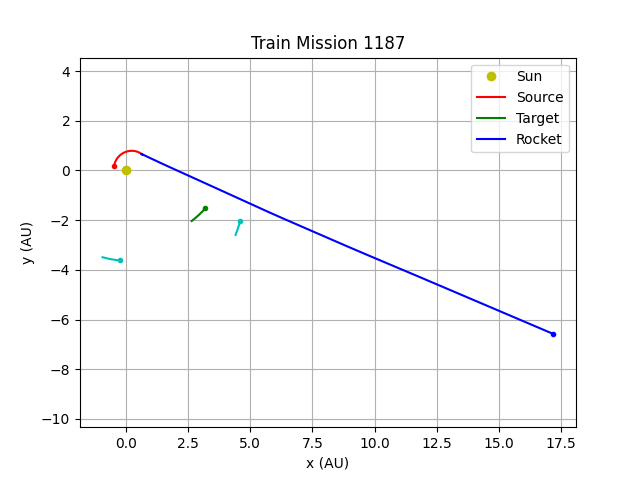 Train Mission 1187
Sun
Source
Target
Rocket
4
2
0
−2
−4
−6
−8
−10
y (AU)
0.0 2.5 5.0 7.5 10.0 12.5 15.0 17.5
x (AU)